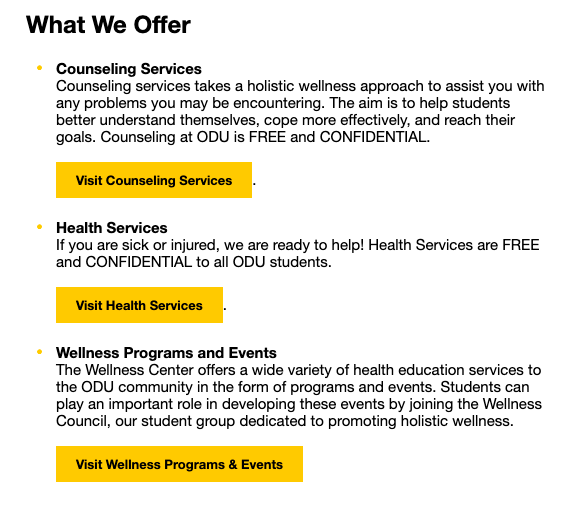 What We Offer
• Counseling Services
Counseling services takes a holistic wellness approach to assist you with
any problems you may be encountering. The aim is to help students
better understand themselves, cope more effectively, and reach their
goals. Counseling at ODU is FREE and CONFIDENTIAL.
Visit Counseling Services.
• Health Services
If you are sick or injured, we are ready to help! Health Services are FREE
and CONFIDENTIAL to all ODU students.
Visit Health Services.
• Wellness Programs and Events
The Wellness Center offers a wide variety of health education services to
the ODU community in the form of programs and events. Students can
play an important role in developing these events by joining the Wellness
Council, our student group dedicated to promoting holistic wellness.
Visit Wellness Programs & Events